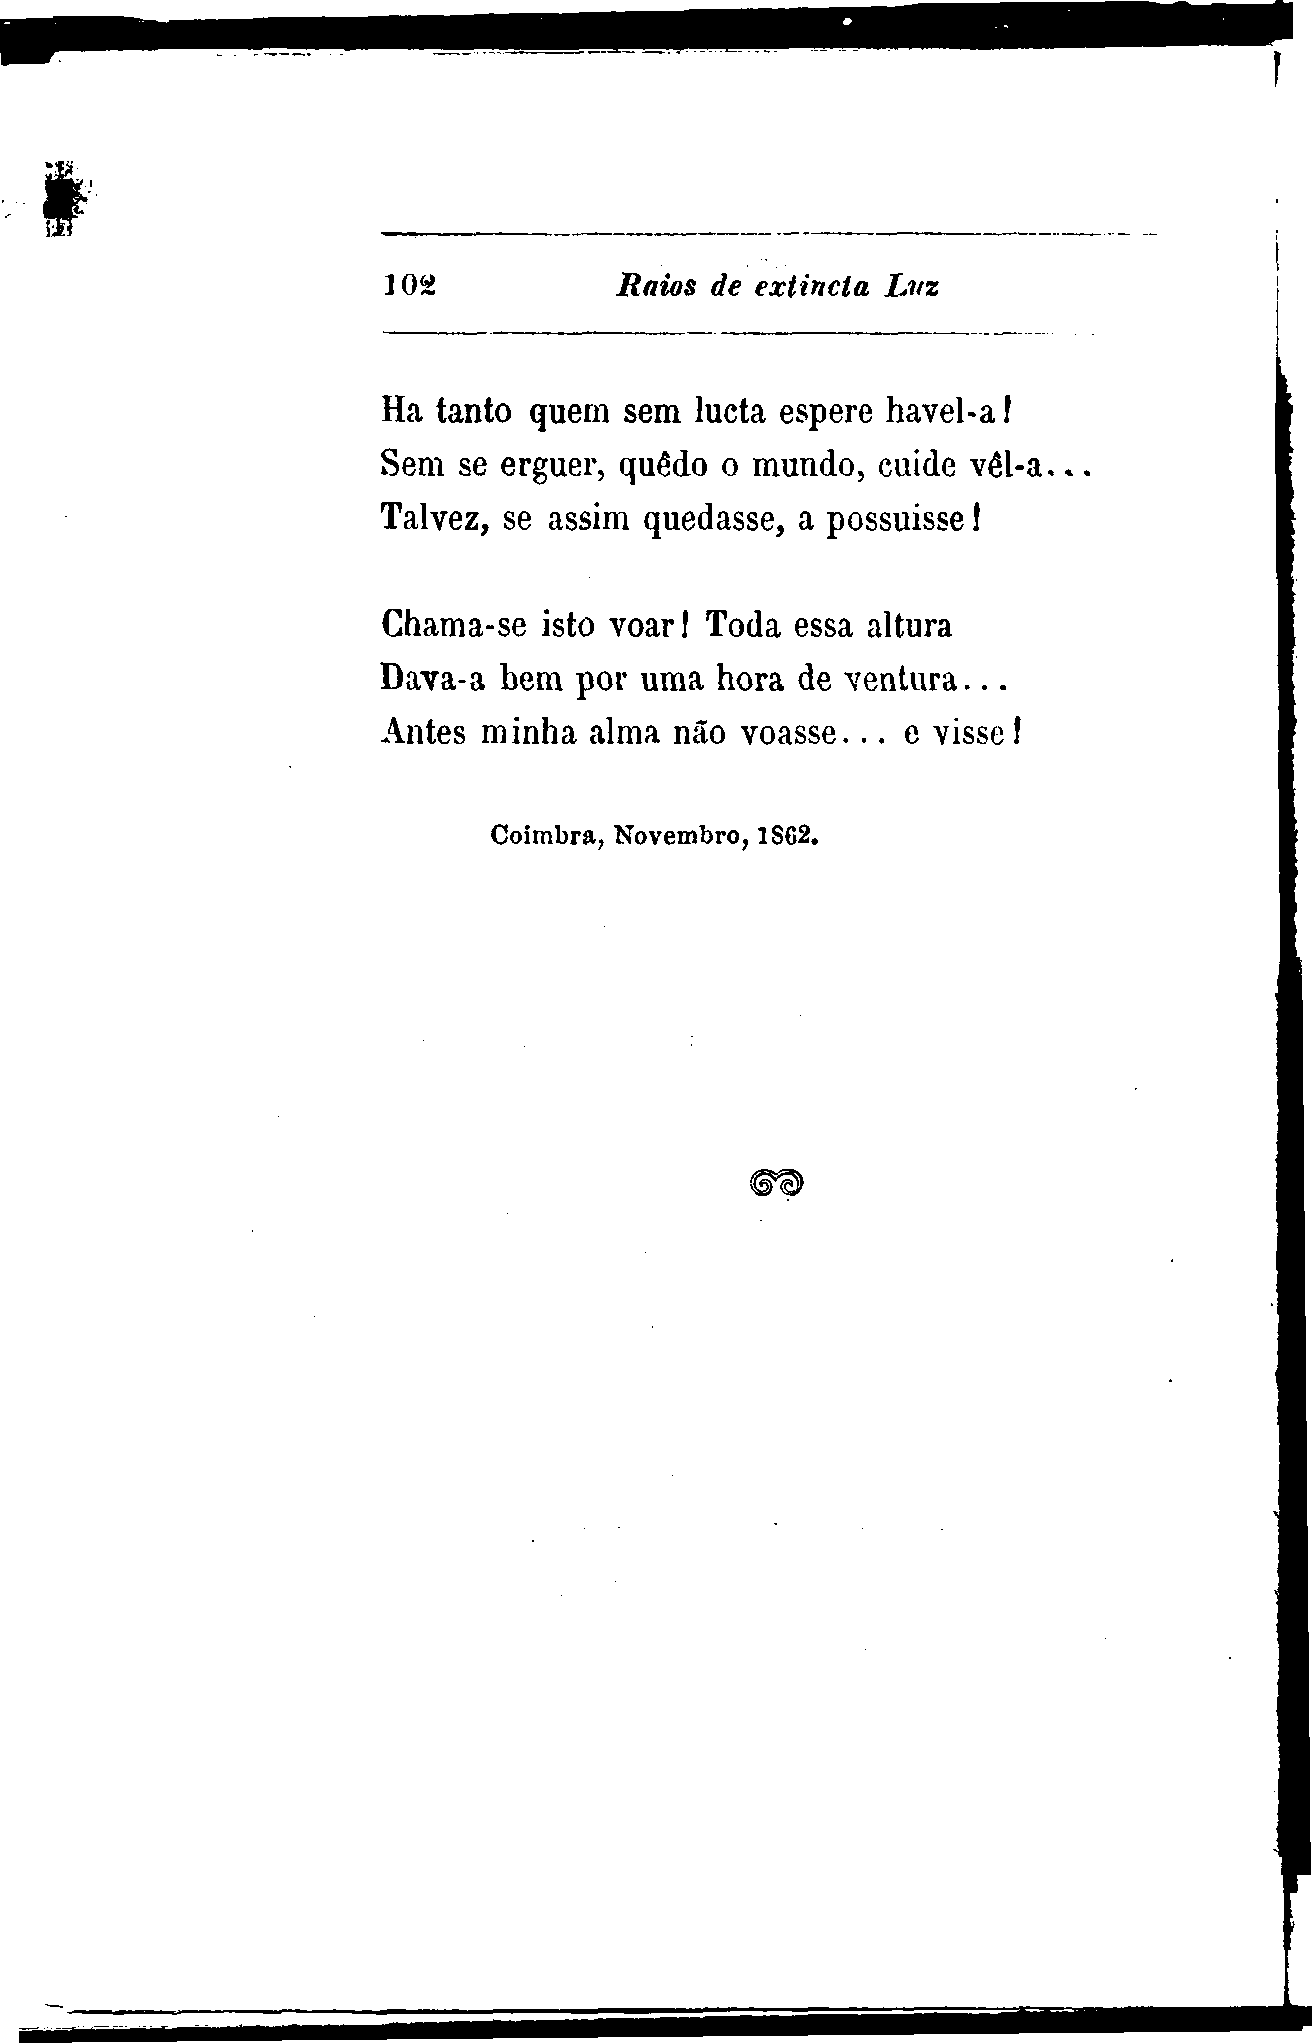 102 Raios de extincta Luz
Ha tanto quem sem lucta espere havel-a!
Sem se erguer, quêdo o mundo, cuide vêl-a...
Talvez, se assim quedasse, a possuisse!
Chama-se isto voar! Toda essa altura
Dava-a bem por uma hora de ventura...
Antes minha alma não voasse... e visse!
Coimbra, Novembro, 1862.